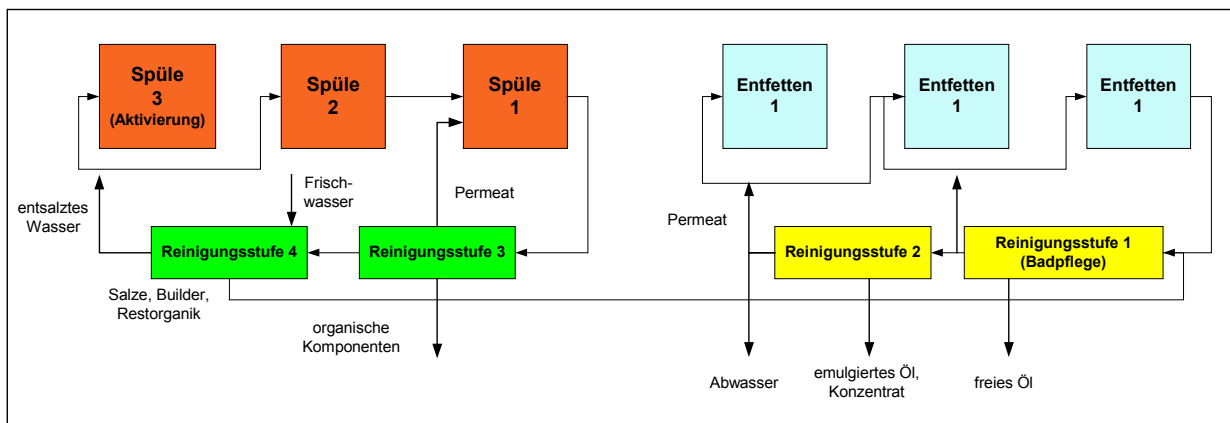 Spüle
3
(Aktivierung)
Spüle
2
Spüle
1
Entfetten
1
Entfetten
1
Entfetten
1
entsalztes
Wasser
Frisch-
wasser
Permeat
Permeat
Reinigungsstufe 4
Reinigungsstufe 3
Reinigungsstufe 2
Reinigungsstufe 1
(Badpflege)
Salze, Builder,
Restorganik
organische
Komponenten
Abwasser
emulgiertes Öl,
Konzentrat
freies Öl